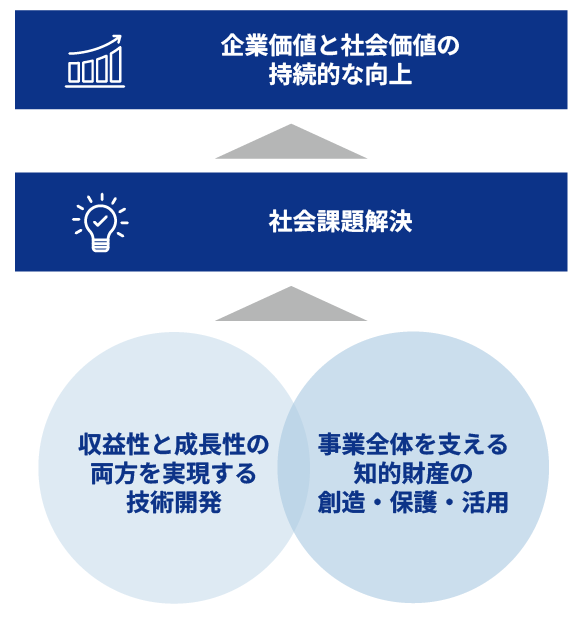 企業価値と社会価値の
持続的な向上
社会課題解決
収益性と成長性の
両方を実現する
技術開発
事業全体を支える
知的財産の
創造・保護・活用